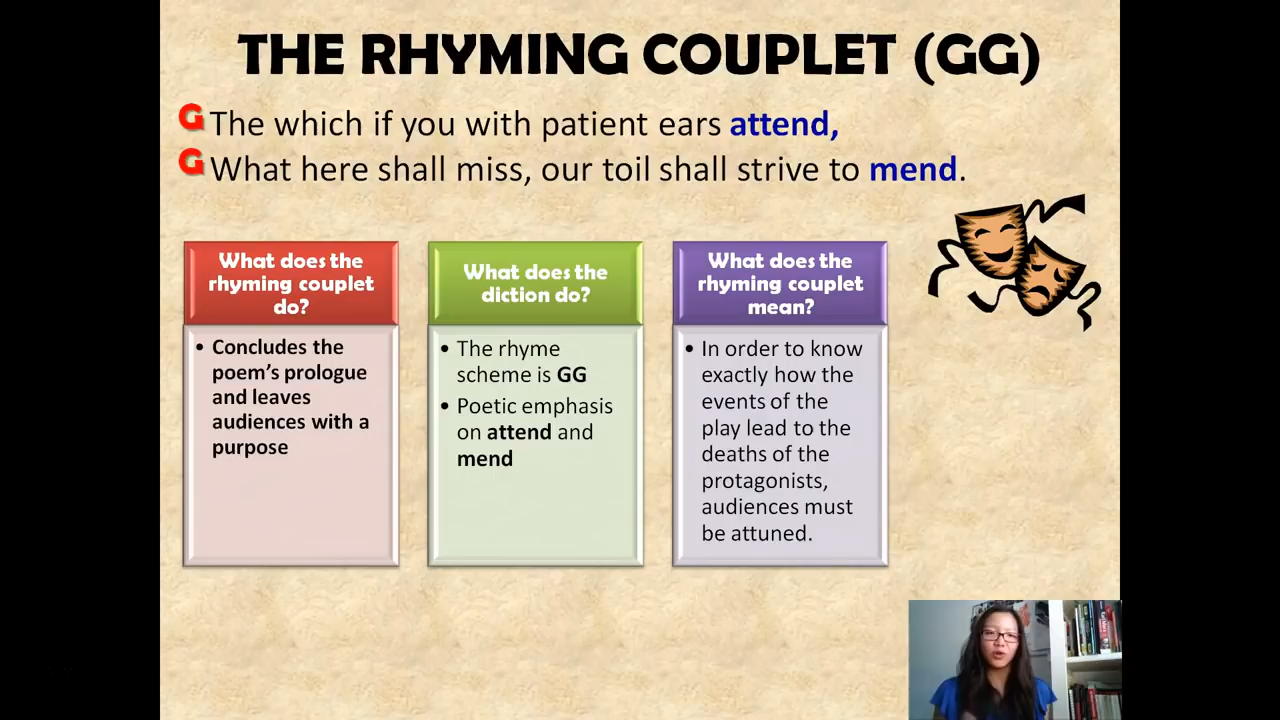 THE RHYMING COUPLET (GG)
G The which if you with patient ears attend,
G What here shall miss, our toil shall strive to mend.
What does the
rhyming couplet
do?
• Concludes the
poem's prologue
and leaves
audiences with a
purpose
What does the
diction do?
• The rhyme
scheme is GG
• Poetic emphasis
on attend and
mend
What does the
rhyming couplet
mean?
• In order to know
exactly how the
events of the
play lead to the
deaths of the
protagonists,
audiences must
be attuned.